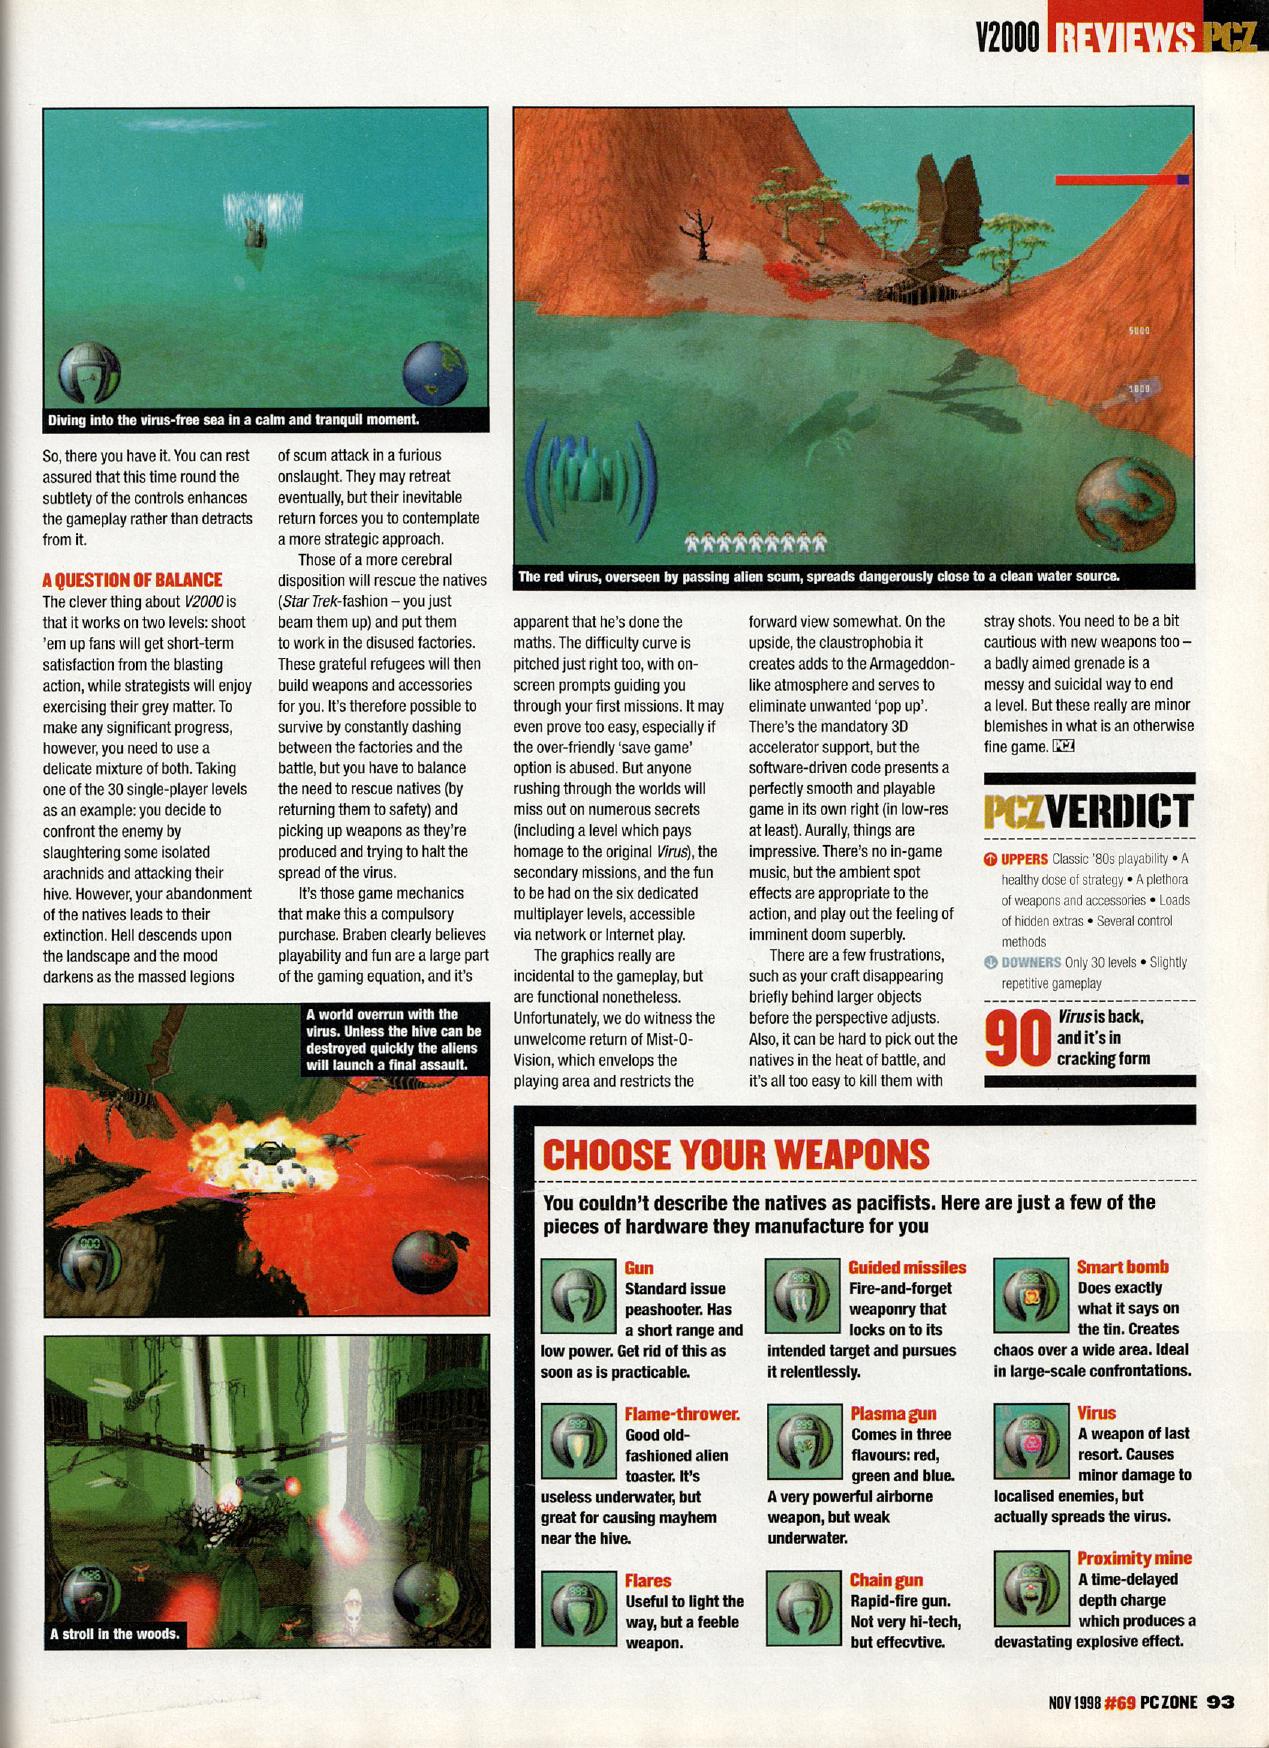 V2000 REVIEWS PCZ
Diving into the virus-free sea in a calm and tranquil moment.
5000
1000
The red virus, overseen by passing alien scum, spreads dangerously close to a clean water source.
So, there you have it. You can rest
assured that this time round the
subtlety of the controls enhances
the gameplay rather than detracts
from it.
A QUESTION OF BALANCE
The clever thing about V2000 is
that it works on two levels: shoot
'em up fans will get short-term
satisfaction from the blasting
action, while strategists will enjoy
exercising their grey matter. To
make any significant progress,
however, you need to use a
delicate mixture of both. Taking
one of the 30 single-player levels
as an example: you decide to
confront the enemy by
slaughtering some isolated
arachnids and attacking their
hive. However, your abandonment
of the natives leads to their
extinction. Hell descends upon
the landscape and the mood
darkens as the massed legions
of scum attack in a furious
onslaught. They may retreat
eventually, but their inevitable
return forces you to contemplate
a more strategic approach.
Those of a more cerebral
disposition will rescue the natives
(Star Trek-fashion – you just
beam them up) and put them
to work in the disused factories.
These grateful refugees will then
build weapons and accessories
for you. It's therefore possible to
survive by constantly dashing
between the factories and the
battle, but you have to balance
the need to rescue natives (by
returning them to safety) and
picking up weapons as they're
produced and trying to halt the
spread of the virus.
It's those game mechanics
that make this a compulsory
purchase. Braben clearly believes
playability and fun are a large part
of the gaming equation, and it's
apparent that he's done the
maths. The difficulty curve is
pitched just right too, with on-
screen prompts guiding you
through your first missions. It may
even prove too easy, especially if
the over-friendly 'save game'
option is abused. But anyone
rushing through the worlds will
miss out on numerous secrets
(including a level which pays
homage to the original Virus), the
secondary missions, and the fun
to be had on the six dedicated
multiplayer levels, accessible
via network or Internet play.
The graphics really are
incidental to the gameplay, but
are functional nonetheless.
Unfortunately, we do witness the
unwelcome return of Mist-O-
Vision, which envelops the
playing area and restricts the
forward view somewhat. On the
upside, the claustrophobia it
creates adds to the Armageddon-
like atmosphere and serves to
eliminate unwanted 'pop up'.
There's the mandatory 3D
accelerator support, but the
software-driven code presents a
perfectly smooth and playable
game in its own right (in low-res
at least). Aurally, things are
impressive. There's no in-game
music, but the ambient spot
effects are appropriate to the
action, and play out the feeling of
imminent doom superbly.
There are a few frustrations,
such as your craft disappearing
briefly behind larger objects
before the perspective adjusts.
Also, it can be hard to pick out the
natives in the heat of battle, and
it's all too easy to kill them with
stray shots. You need to be a bit
cautious with new weapons too –
a badly aimed grenade is a
messy and suicidal way to end
a level. But these really are minor
blemishes in what is an otherwise
fine game. PCZ
PCZ VERDICT
UPPERS Classic '80s playability • A
healthy dose of strategy • A plethora
of weapons and accessories • Loads
of hidden extras • Several control
methods
DOWNERS Only 30 levels • Slightly
repetitive gameplay
90
Virus is back,
and it's in
cracking form
A world overrun with the
virus. Unless the hive can be
destroyed quickly the aliens
will launch a final assault.
000
A stroll in the woods.
CHOOSE YOUR WEAPONS
You couldn't describe the natives as pacifists. Here are just a few of the
pieces of hardware they manufacture for you
Gun
Standard issue
peashooter. Has
a short range and
low power. Get rid of this as
soon as is practicable.
999
Flame-thrower.
Good old-
fashioned alien
toaster. It's
useless underwater, but
great for causing mayhem
near the hive.
999
Flares
Useful to light the
way, but a feeble
weapon.
999
Guided missiles
Fire-and-forget
weaponry that
locks on to its
intended target and pursues
it relentlessly.
999
Plasma gun
Comes in three
flavours: red,
green and blue.
A very powerful airborne
weapon, but weak
underwater.
Chain gun
Rapid-fire gun.
Not very hi-tech,
but effecvtive.
Smart bomb
Does exactly
what it says on
the tin. Creates
chaos over a wide area. Ideal
in large-scale confrontations.
Virus
A weapon of last
resort. Causes
minor damage to
localised enemies, but
actually spreads the virus.
Proximity mine
A time-delayed
depth charge
which produces a
devastating explosive effect.
NOV 1998 #69 PC ZONE 93